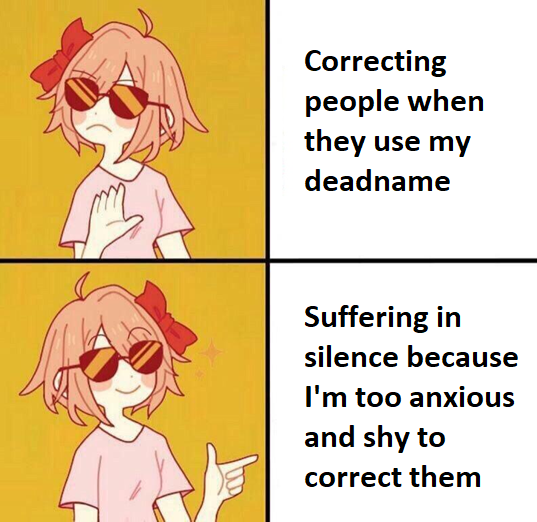 Correcting
people when
they use my
deadname
Suffering in
silence because
I'm too anxious
and shy to
correct them